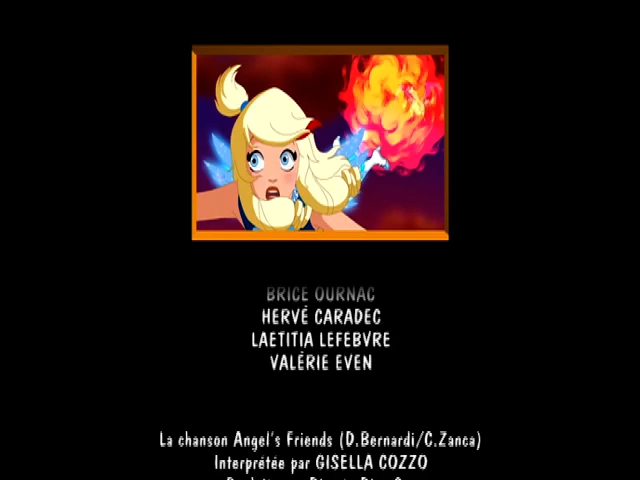 BRICE OURNAC
HERVÉ CARADEC
LAETITIA LEFEBVRE
VALÉRIE EVEN
La chanson Angel's Friends (D.Bernardi/C.Zanca)
Interprétée par GISELLA COZZO